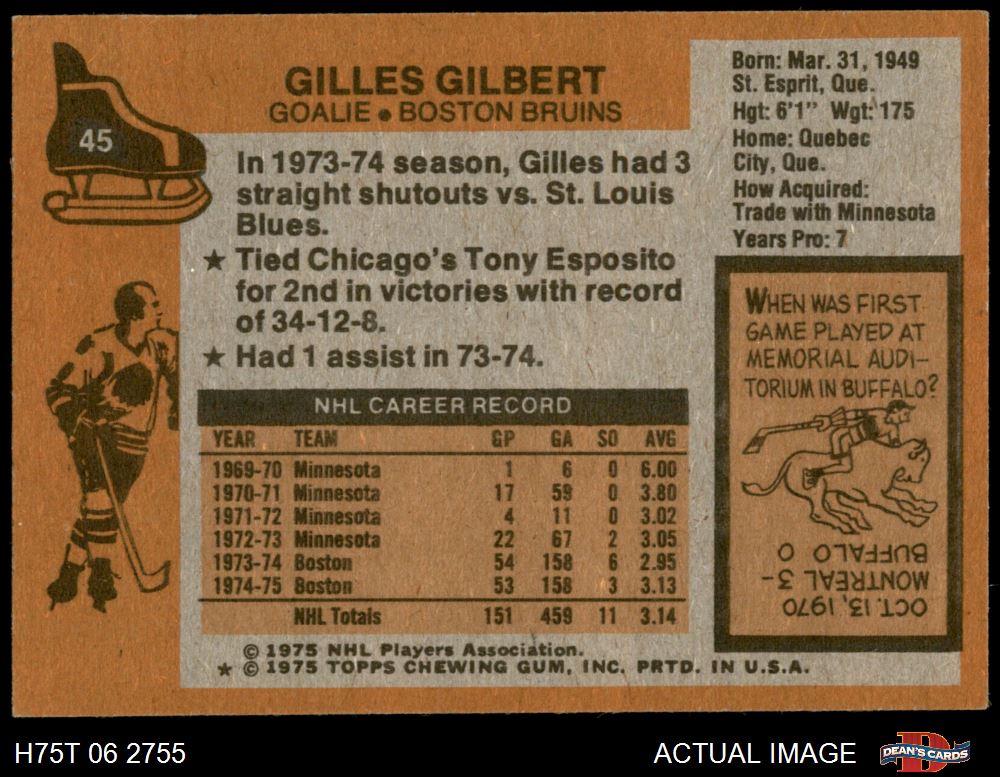 45
GILLES GILBERT
GOALIE • BOSTON BRUINS
In 1973-74 season, Gilles had 3
straight shutouts vs. St. Louis
Blues.
★ Tied Chicago's Tony Esposito
for 2nd in victories with record
of 34-12-8.
★ Had 1 assist in 73-74.
NHL CAREER RECORD
YEAR TEAM GP GA SO AVG
1969-70 Minnesota 1 6 0 6.00
1970-71 Minnesota 17 59 0 3.80
1971-72 Minnesota 4 11 0 3.02
1972-73 Minnesota 22 67 2 3.05
1973-74 Boston 54 158 6 2.95
1974-75 Boston 53 158 3 3.13
NHL Totals 151 459 11 3.14
© 1975 NHL Players Association.
★ © 1975 TOPPS CHEWING GUM, INC. PRTD. IN U.S.A.
Born: Mar. 31, 1949
St. Esprit, Que.
Hgt: 6'1" Wgt: 175
Home: Quebec
City, Que.
How Acquired:
Trade with Minnesota
Years Pro: 7
WHEN WAS FIRST
GAME PLAYED AT
MEMORIAL AUDI-
TORIUM IN BUFFALO?
OCT. 13, 1970
MONTREAL 3-
BUFFALO 0
H75T 06 2755
ACTUAL IMAGE
D
DEAN'S CARDS